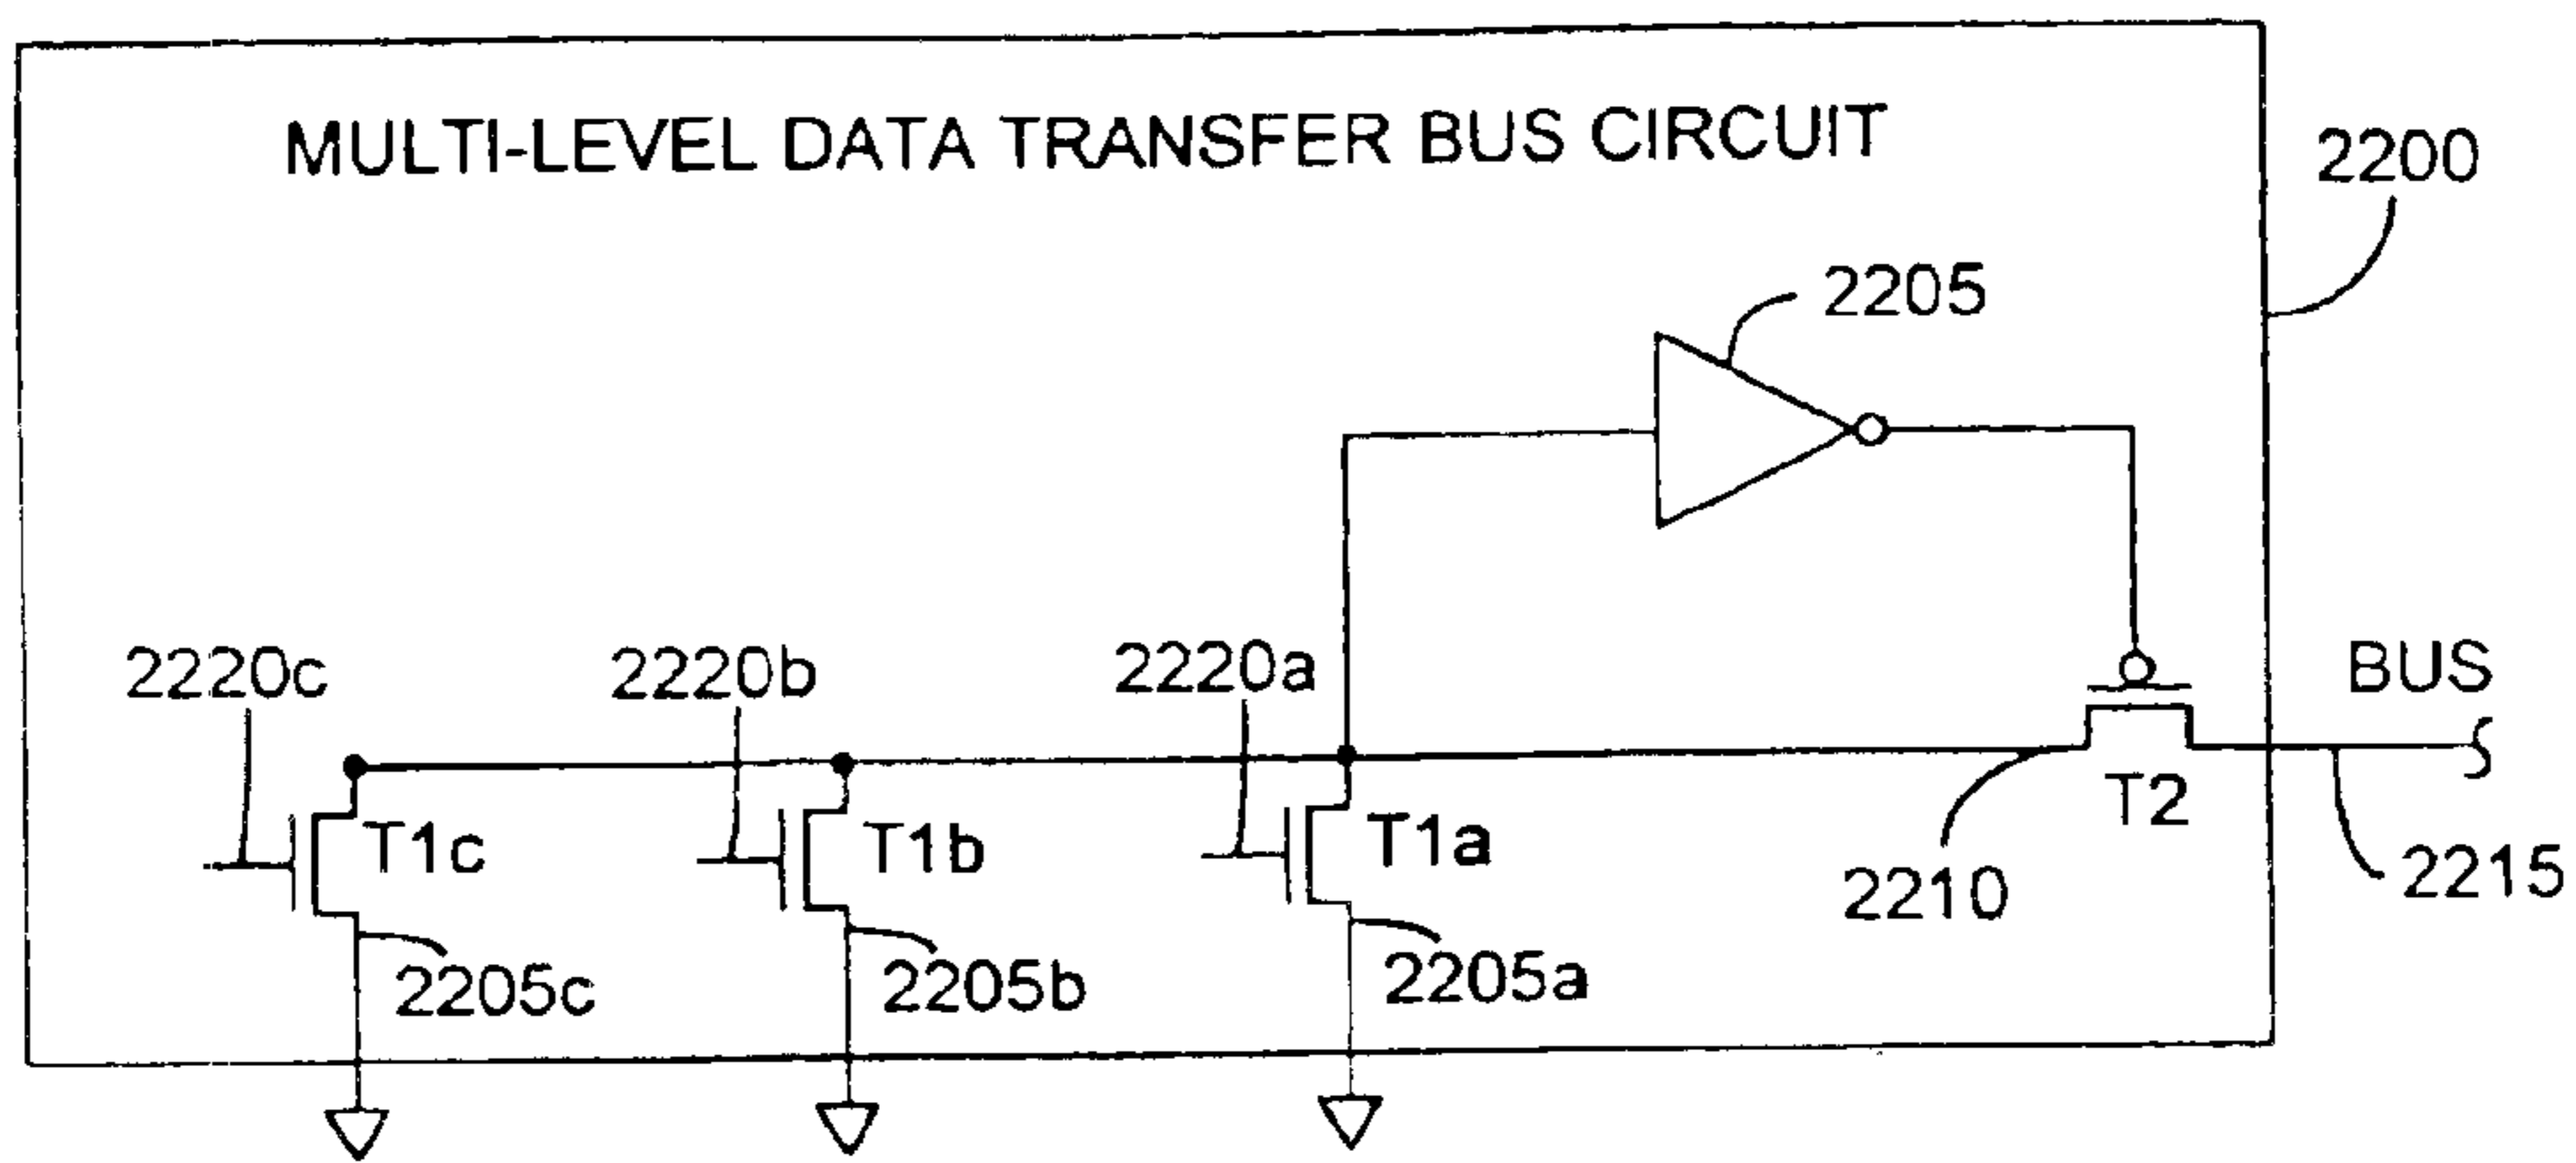 MULTI-LEVEL DATA TRANSFER BUS CIRCUIT
2200
2205
2220c
2220b
2220a
BUS
T1c
T1b
T1a
T2
2210
2215
2205c
2205b
2205a